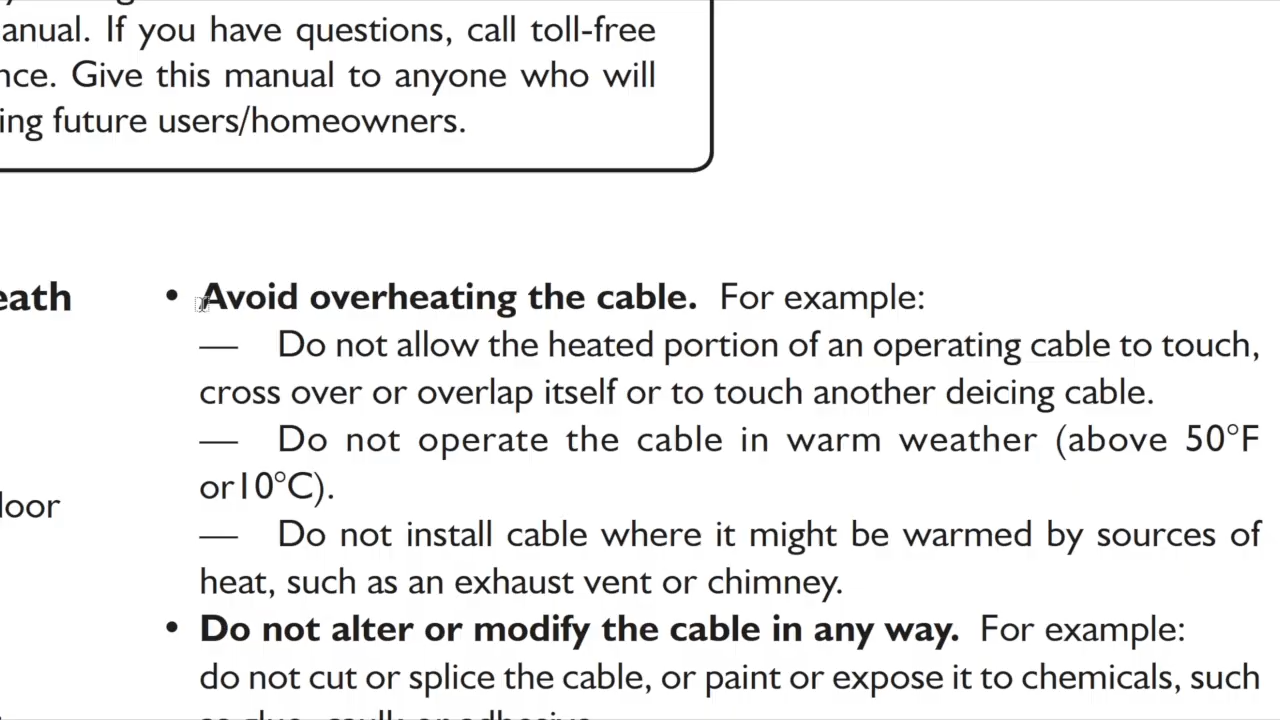 anual. If you have questions, call toll-free
nce. Give this manual to anyone who will
ing future users/homeowners.
eath
• Avoid overheating the cable. For example:
— Do not allow the heated portion of an operating cable to touch,
cross over or overlap itself or to touch another deicing cable.
— Do not operate the cable in warm weather (above 50°F
or10°C).
loor
— Do not install cable where it might be warmed by sources of
heat, such as an exhaust vent or chimney.
• Do not alter or modify the cable in any way. For example:
do not cut or splice the cable, or paint or expose it to chemicals, such